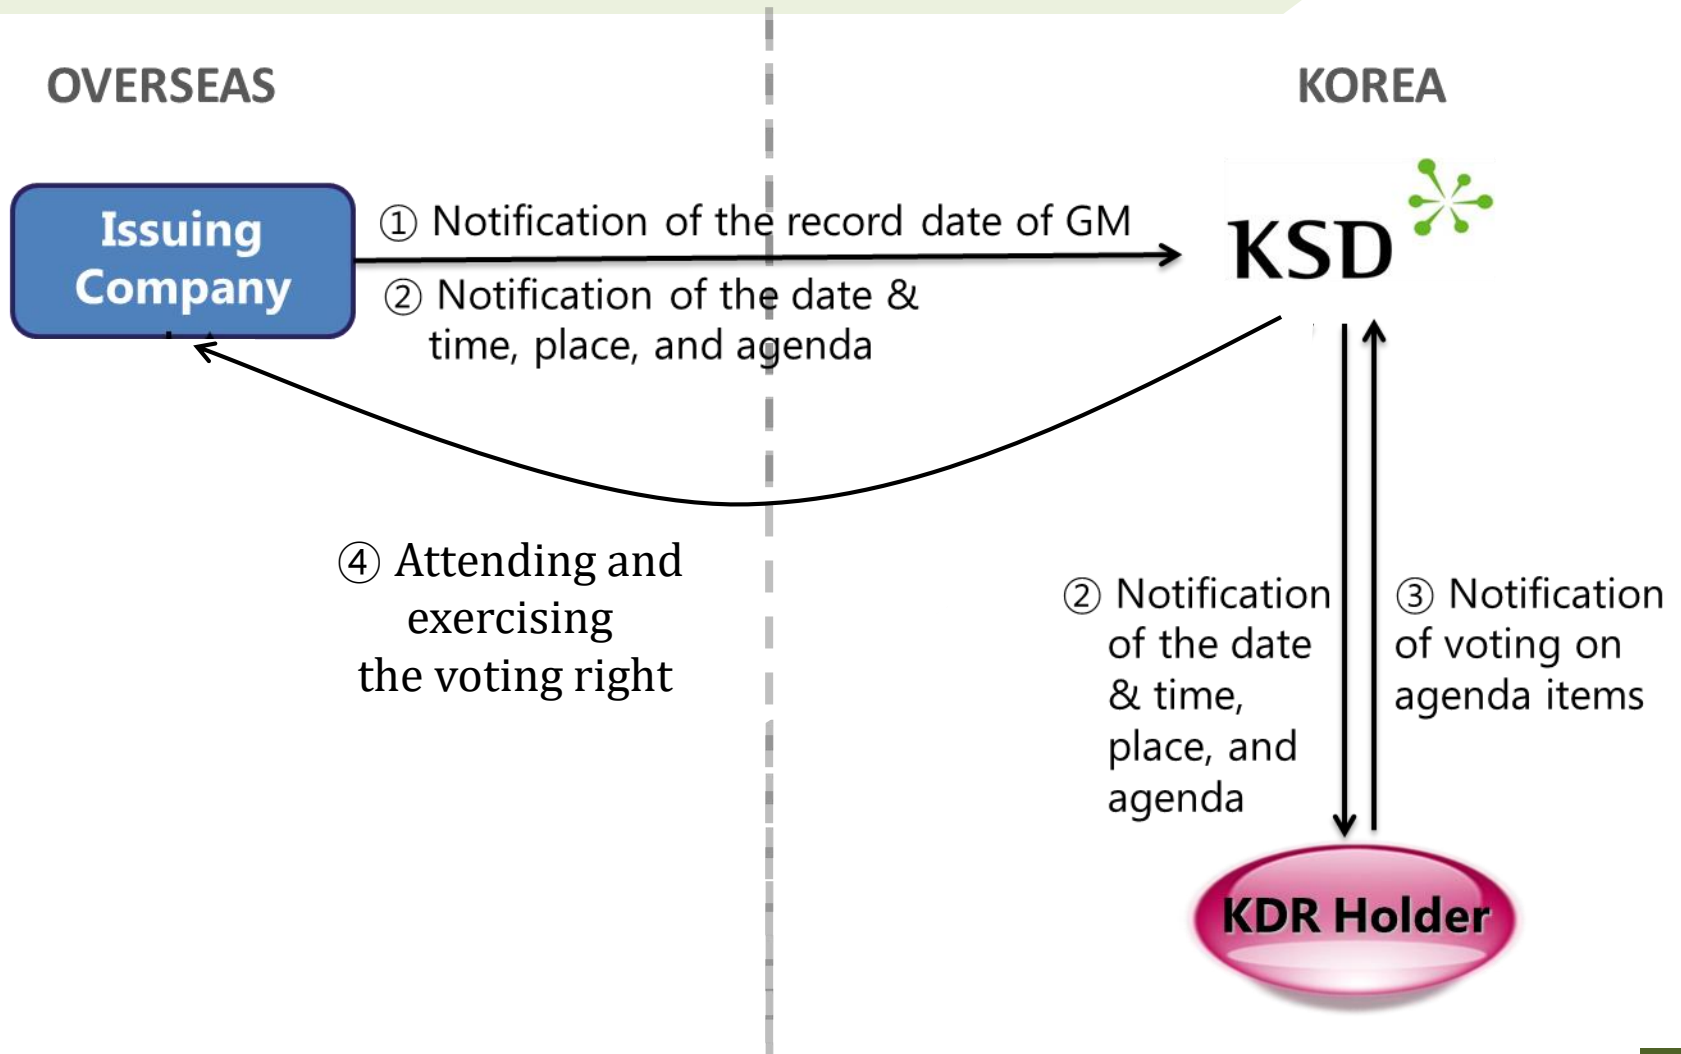 OVERSEAS
KOREA
Issuing
Company
① Notification of the record date of GM
② Notification of the date &
time, place, and agenda
KSD
④ Attending and
exercising
the voting right
② Notification
of the date
& time,
place, and
agenda
③ Notification
of voting on
agenda items
KDR Holder